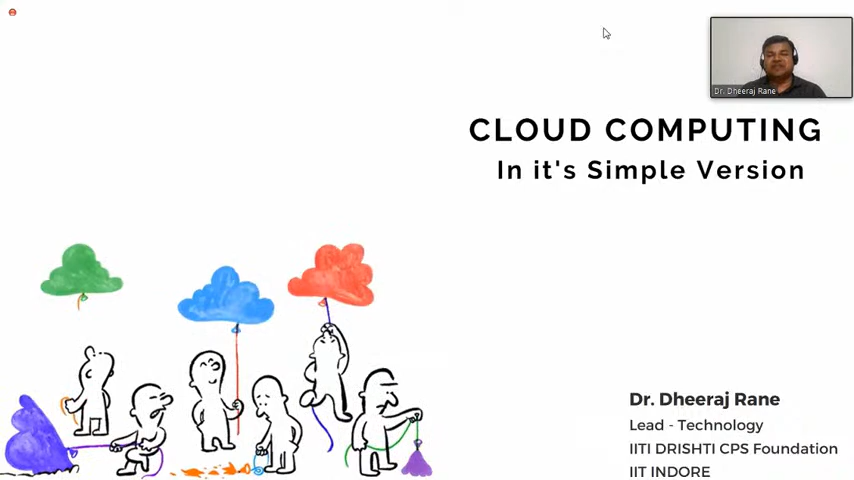 Dr. Dheeraj Rane
CLOUD COMPUTING
In it's Simple Version
Dr. Dheeraj Rane
Lead - Technology
IITI DRISHTI CPS Foundation
IIT INDORE